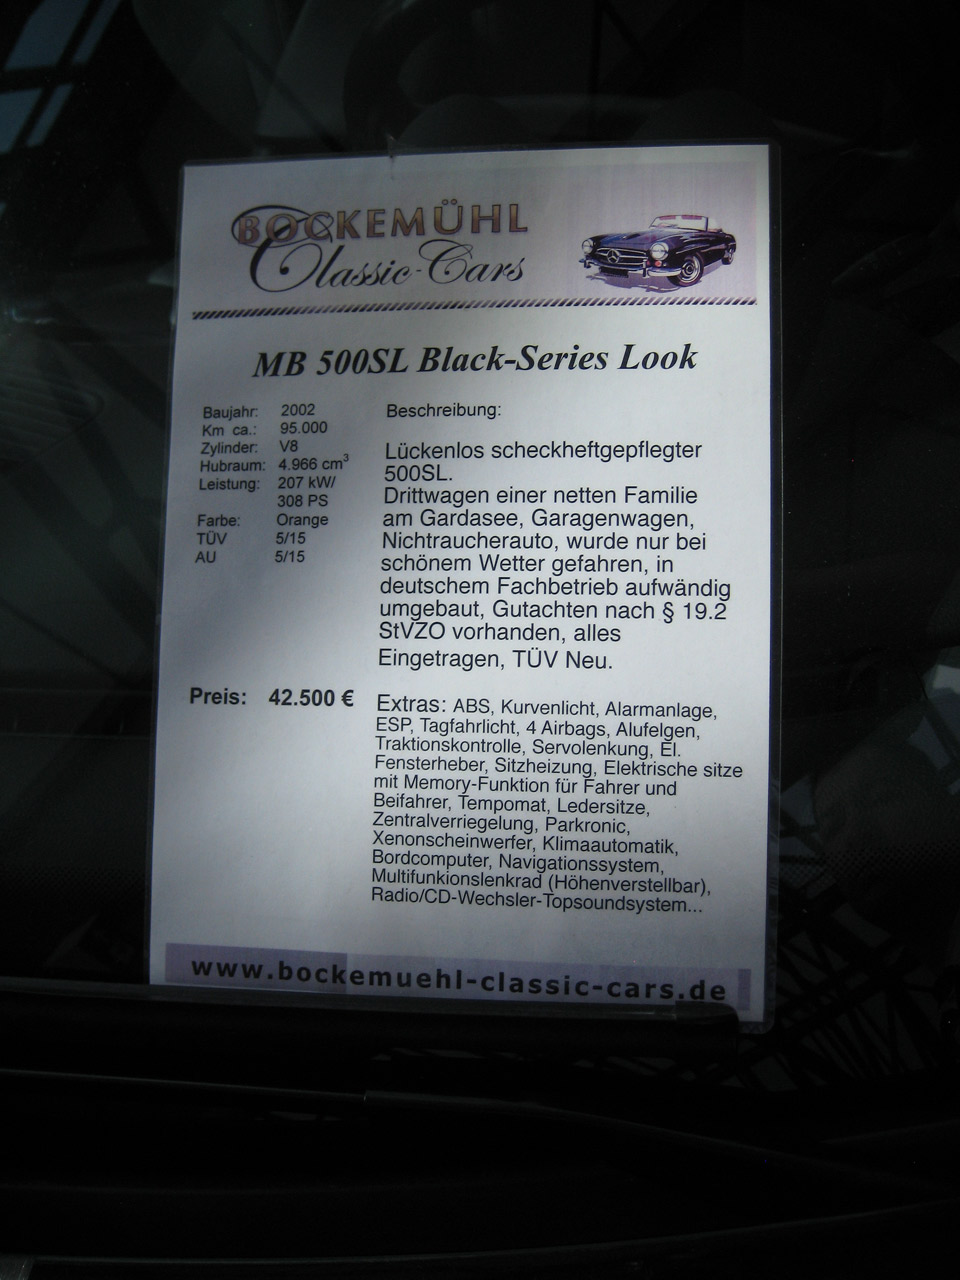 BOCKEMÜHL
Classic-Cars
MB 500SL Black-Series Look
Baujahr: 2002
Km ca.: 95.000
Zylinder: V8
Hubraum: 4.966 cm³
Leistung: 207 kW/
308 PS
Farbe: Orange
TÜV 5/15
AU 5/15
Preis: 42.500 €
Beschreibung:
Lückenlos scheckheftgepflegter
500SL.
Drittwagen einer netten Familie
am Gardasee, Garagenwagen,
Nichtraucherauto, wurde nur bei
schönem Wetter gefahren, in
deutschem Fachbetrieb aufwändig
umgebaut, Gutachten nach § 19.2
StVZO vorhanden, alles
Eingetragen, TÜV Neu.
Extras: ABS, Kurvenlicht, Alarmanlage,
ESP, Tagfahrlicht, 4 Airbags, Alufelgen,
Traktionskontrolle, Servolenkung, El.
Fensterheber, Sitzheizung, Elektrische sitze
mit Memory-Funktion für Fahrer und
Beifahrer, Tempomat, Ledersitze,
Zentralverriegelung, Parkronic,
Xenonscheinwerfer, Klimaautomatik,
Bordcomputer, Navigationssystem,
Multifunkionslenkrad (Höhenverstellbar),
Radio/CD-Wechsler-Topsoundsystem...
www.bockemuehl-classic-cars.de